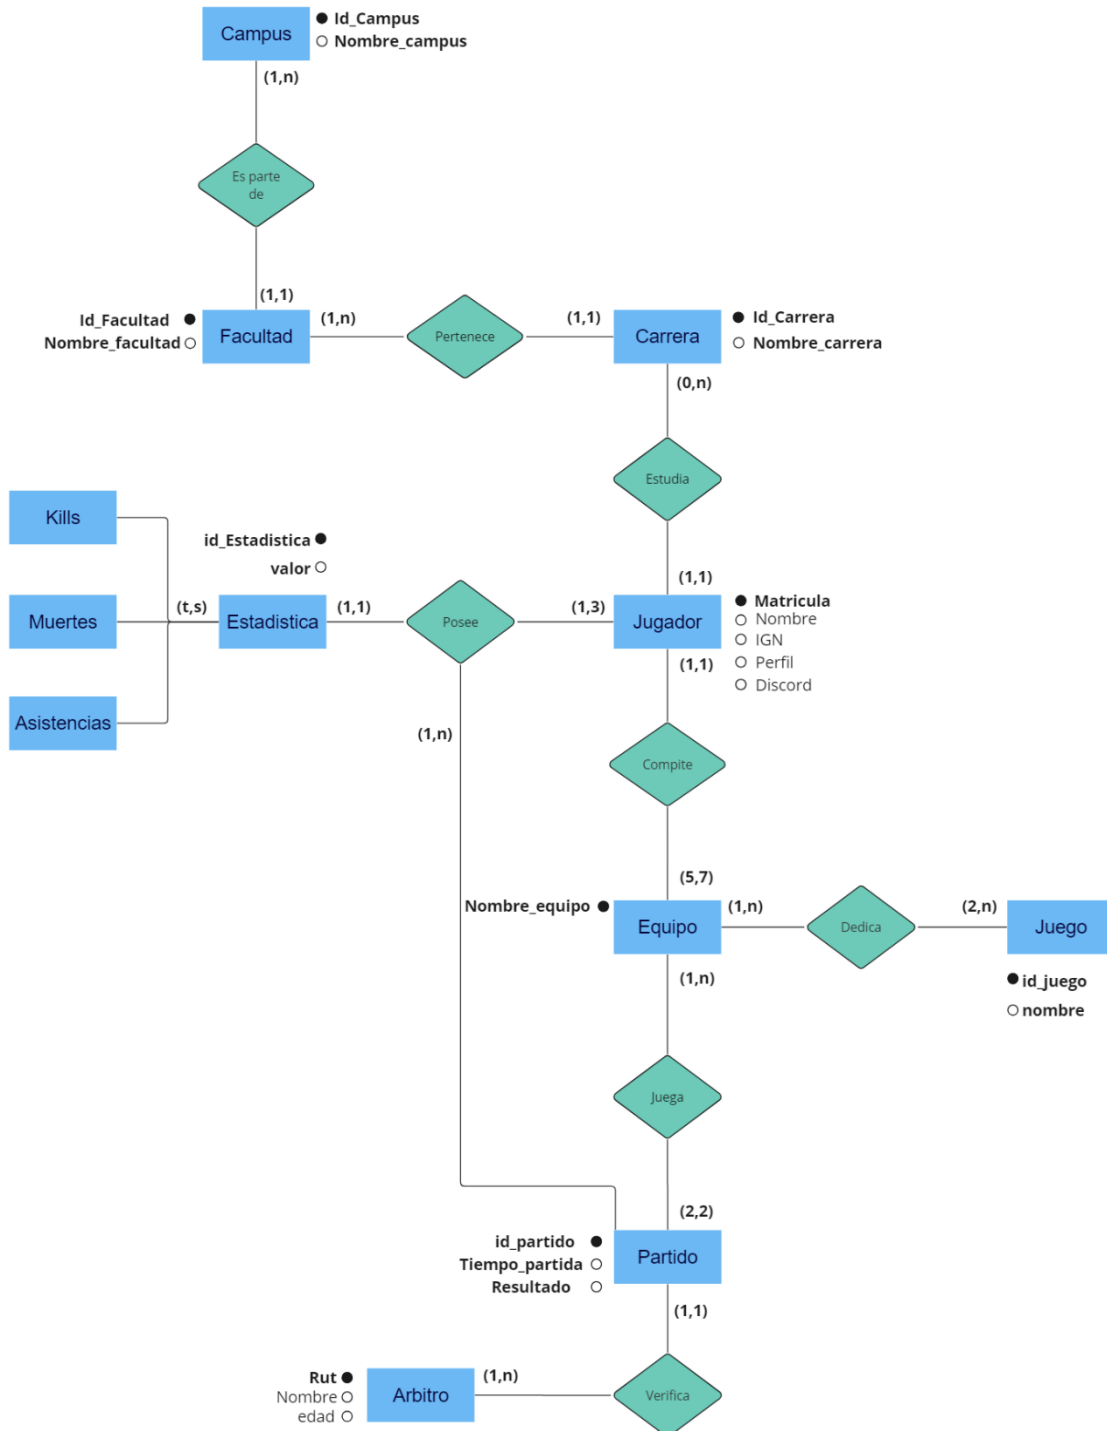 Campus
Id_Campus
Nombre_campus
(1,n)
Es parte
de
(1,1)
Id_Facultad
Nombre_facultad
Facultad
(1,n)
Pertenece
(1,1)
Carrera
Id_Carrera
Nombre_carrera
(0,n)
Estudia
Kills
id_Estadistica
valor
(1,1)
Muertes
(t,s)
Estadistica
(1,1)
Posee
(1,3)
Jugador
Matricula
Nombre
IGN
Perfil
Discord
(1,1)
Asistencias
(1,n)
Compite
(5,7)
Nombre_equipo
Equipo
(1,n)
Dedica
(2,n)
Juego
(1,n)
id_juego
nombre
Juega
(2,2)
id_partido
Tiempo_partida
Resultado
Partido
(1,1)
Rut
Nombre
edad
Arbitro
(1,n)
Verifica